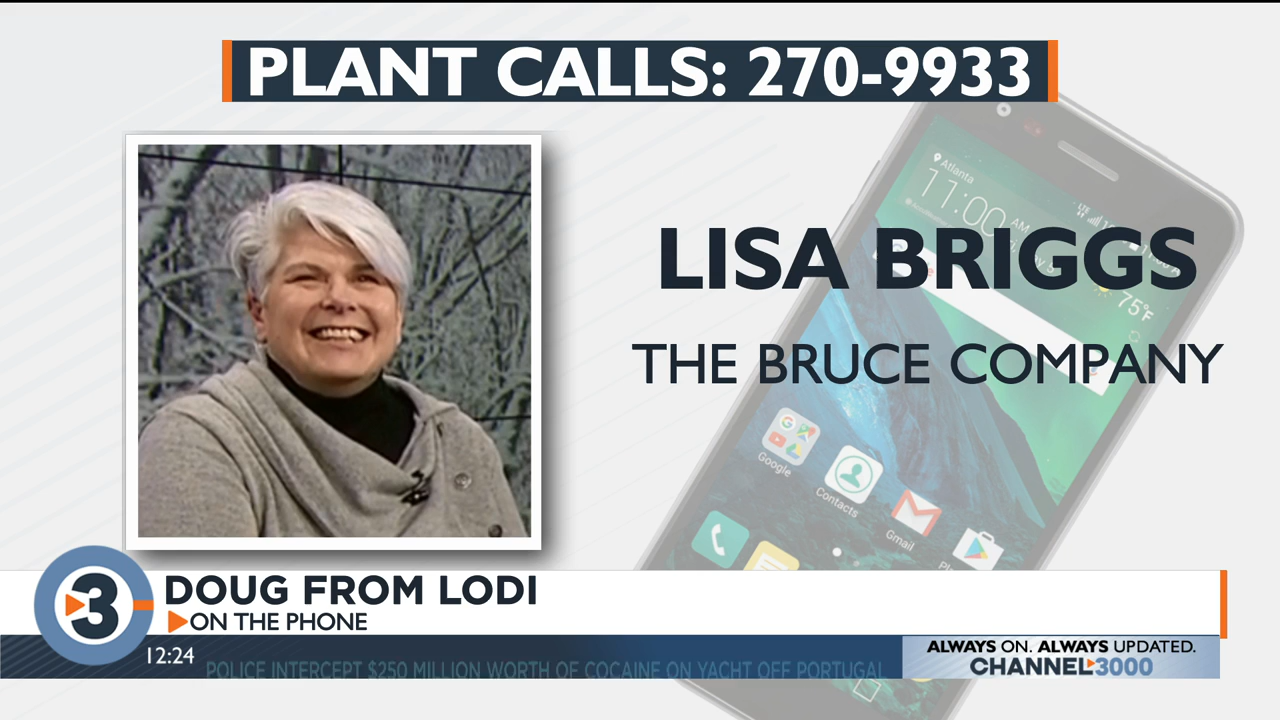 PLANT CALLS: 270-9933
Atlanta
11:00 AM
LTE
75°F
LISA BRIGGS
THE BRUCE COMPANY
Google
Contacts
Gmail
3
DOUG FROM LODI
ON THE PHONE
12:24
POLICE INTERCEPT $250 MILLION WORTH OF COCAINE ON YACHT OFF PORTUGAL
ALWAYS ON. ALWAYS UPDATED.
CHANNEL3000